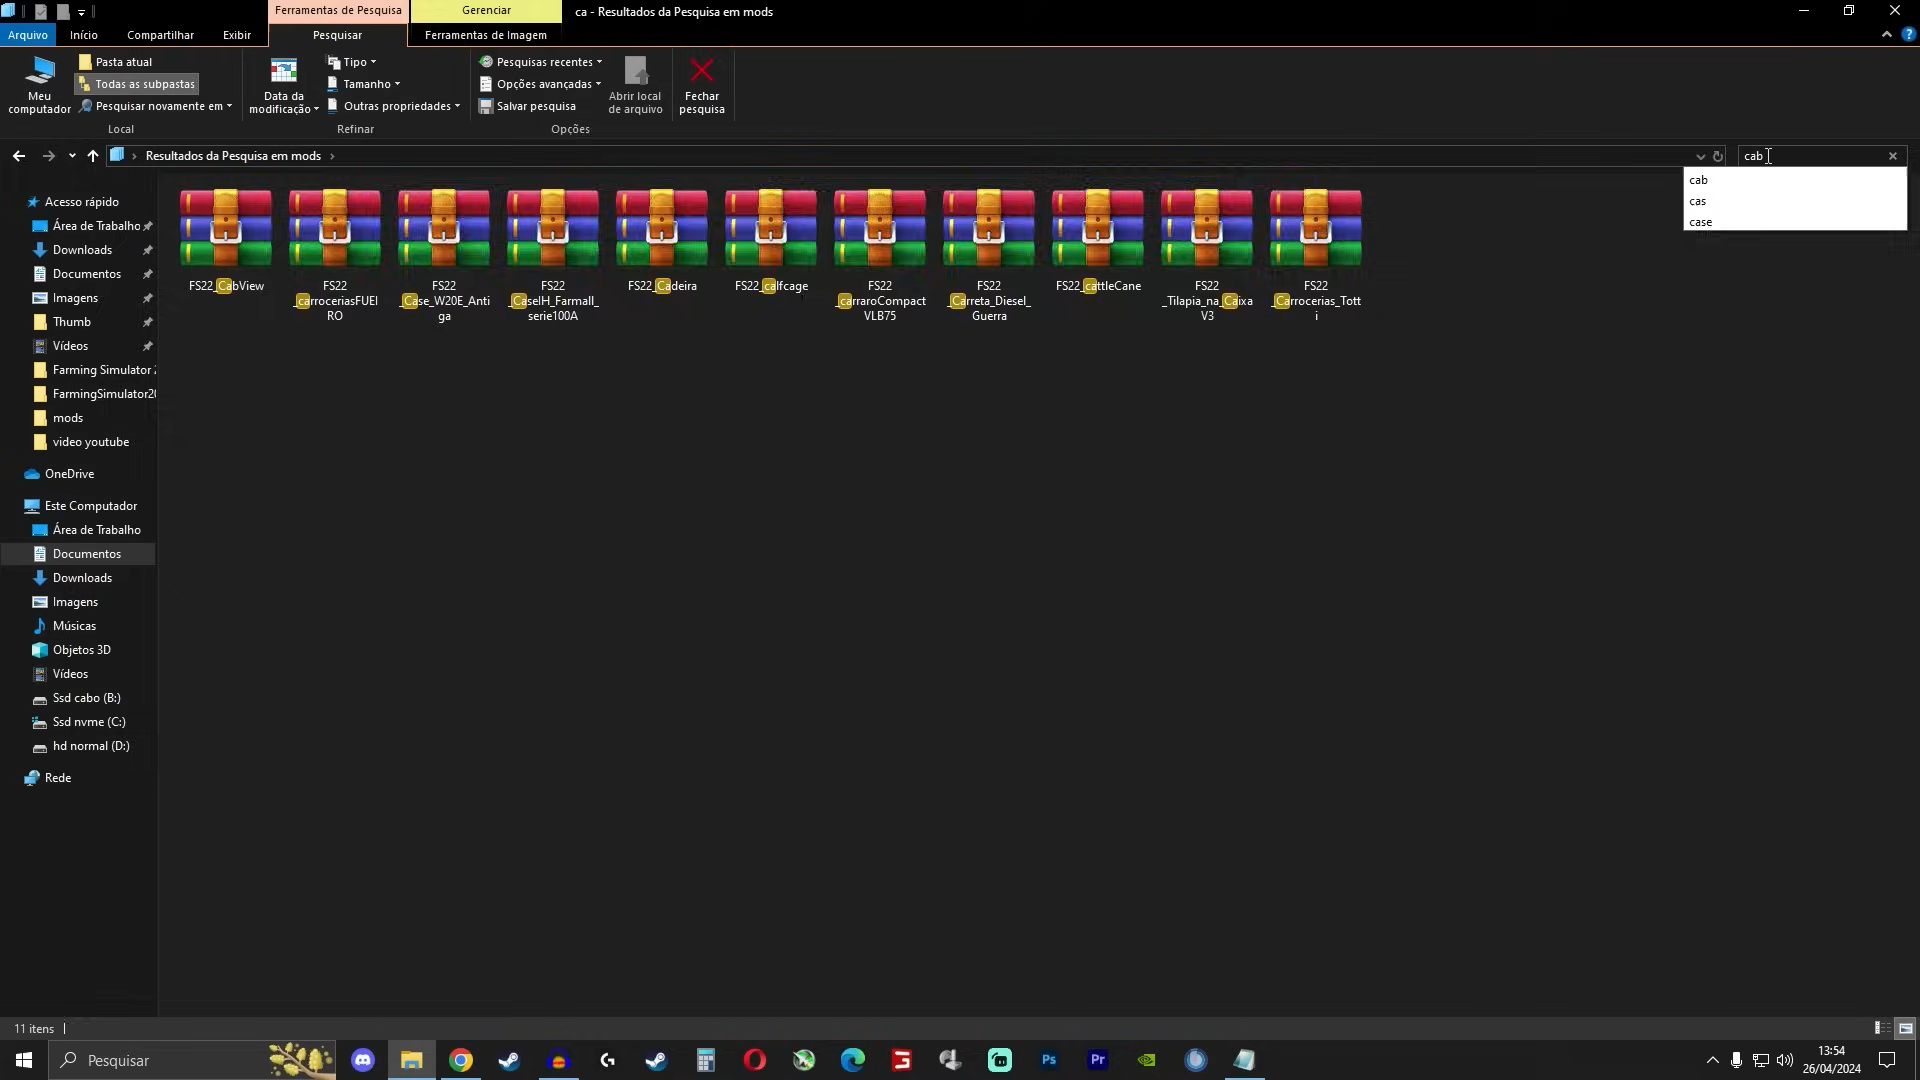 Ferramentas de Pesquisa
Gerenciar
ca - Resultados da Pesquisa em mods
Arquivo
Início
Compartilhar
Exibir
Pesquisar
Ferramentas de Imagem
Meu
computador
Pasta atual
Todas as subpastas
Pesquisar novamente em
Local
Data da
modificação
Tipo
Tamanho
Outras propriedades
Refinar
Pesquisas recentes
Opções avançadas
Salvar pesquisa
Opções
Abrir local
de arquivo
Fechar
pesquisa
Resultados da Pesquisa em mods
cab
cab
cas
case
Acesso rápido
Área de Trabalho
Downloads
Documentos
Imagens
Thumb
Vídeos
Farming Simulator 2
FarmingSimulator20
mods
video youtube
OneDrive
Este Computador
Área de Trabalho
Documentos
Downloads
Imagens
Músicas
Objetos 3D
Vídeos
Ssd cabo (B:)
Ssd nvme (C:)
hd normal (D:)
Rede
FS22_CabView
FS22
_carroceriasFUEI
RO
FS22
_Case_W20E_Anti
ga
FS22
_CaseIH_Farmall_
serie100A
FS22_Cadeira
FS22_calfcage
FS22
_carraroCompact
VLB75
FS22
_Carreta_Diesel_
Guerra
FS22_cattleCane
FS22
_Tilapia_na_Caixa
V3
FS22
_Carrocerias_Tott
i
11 itens
Pesquisar
Ps
Pr
13:54
26/04/2024